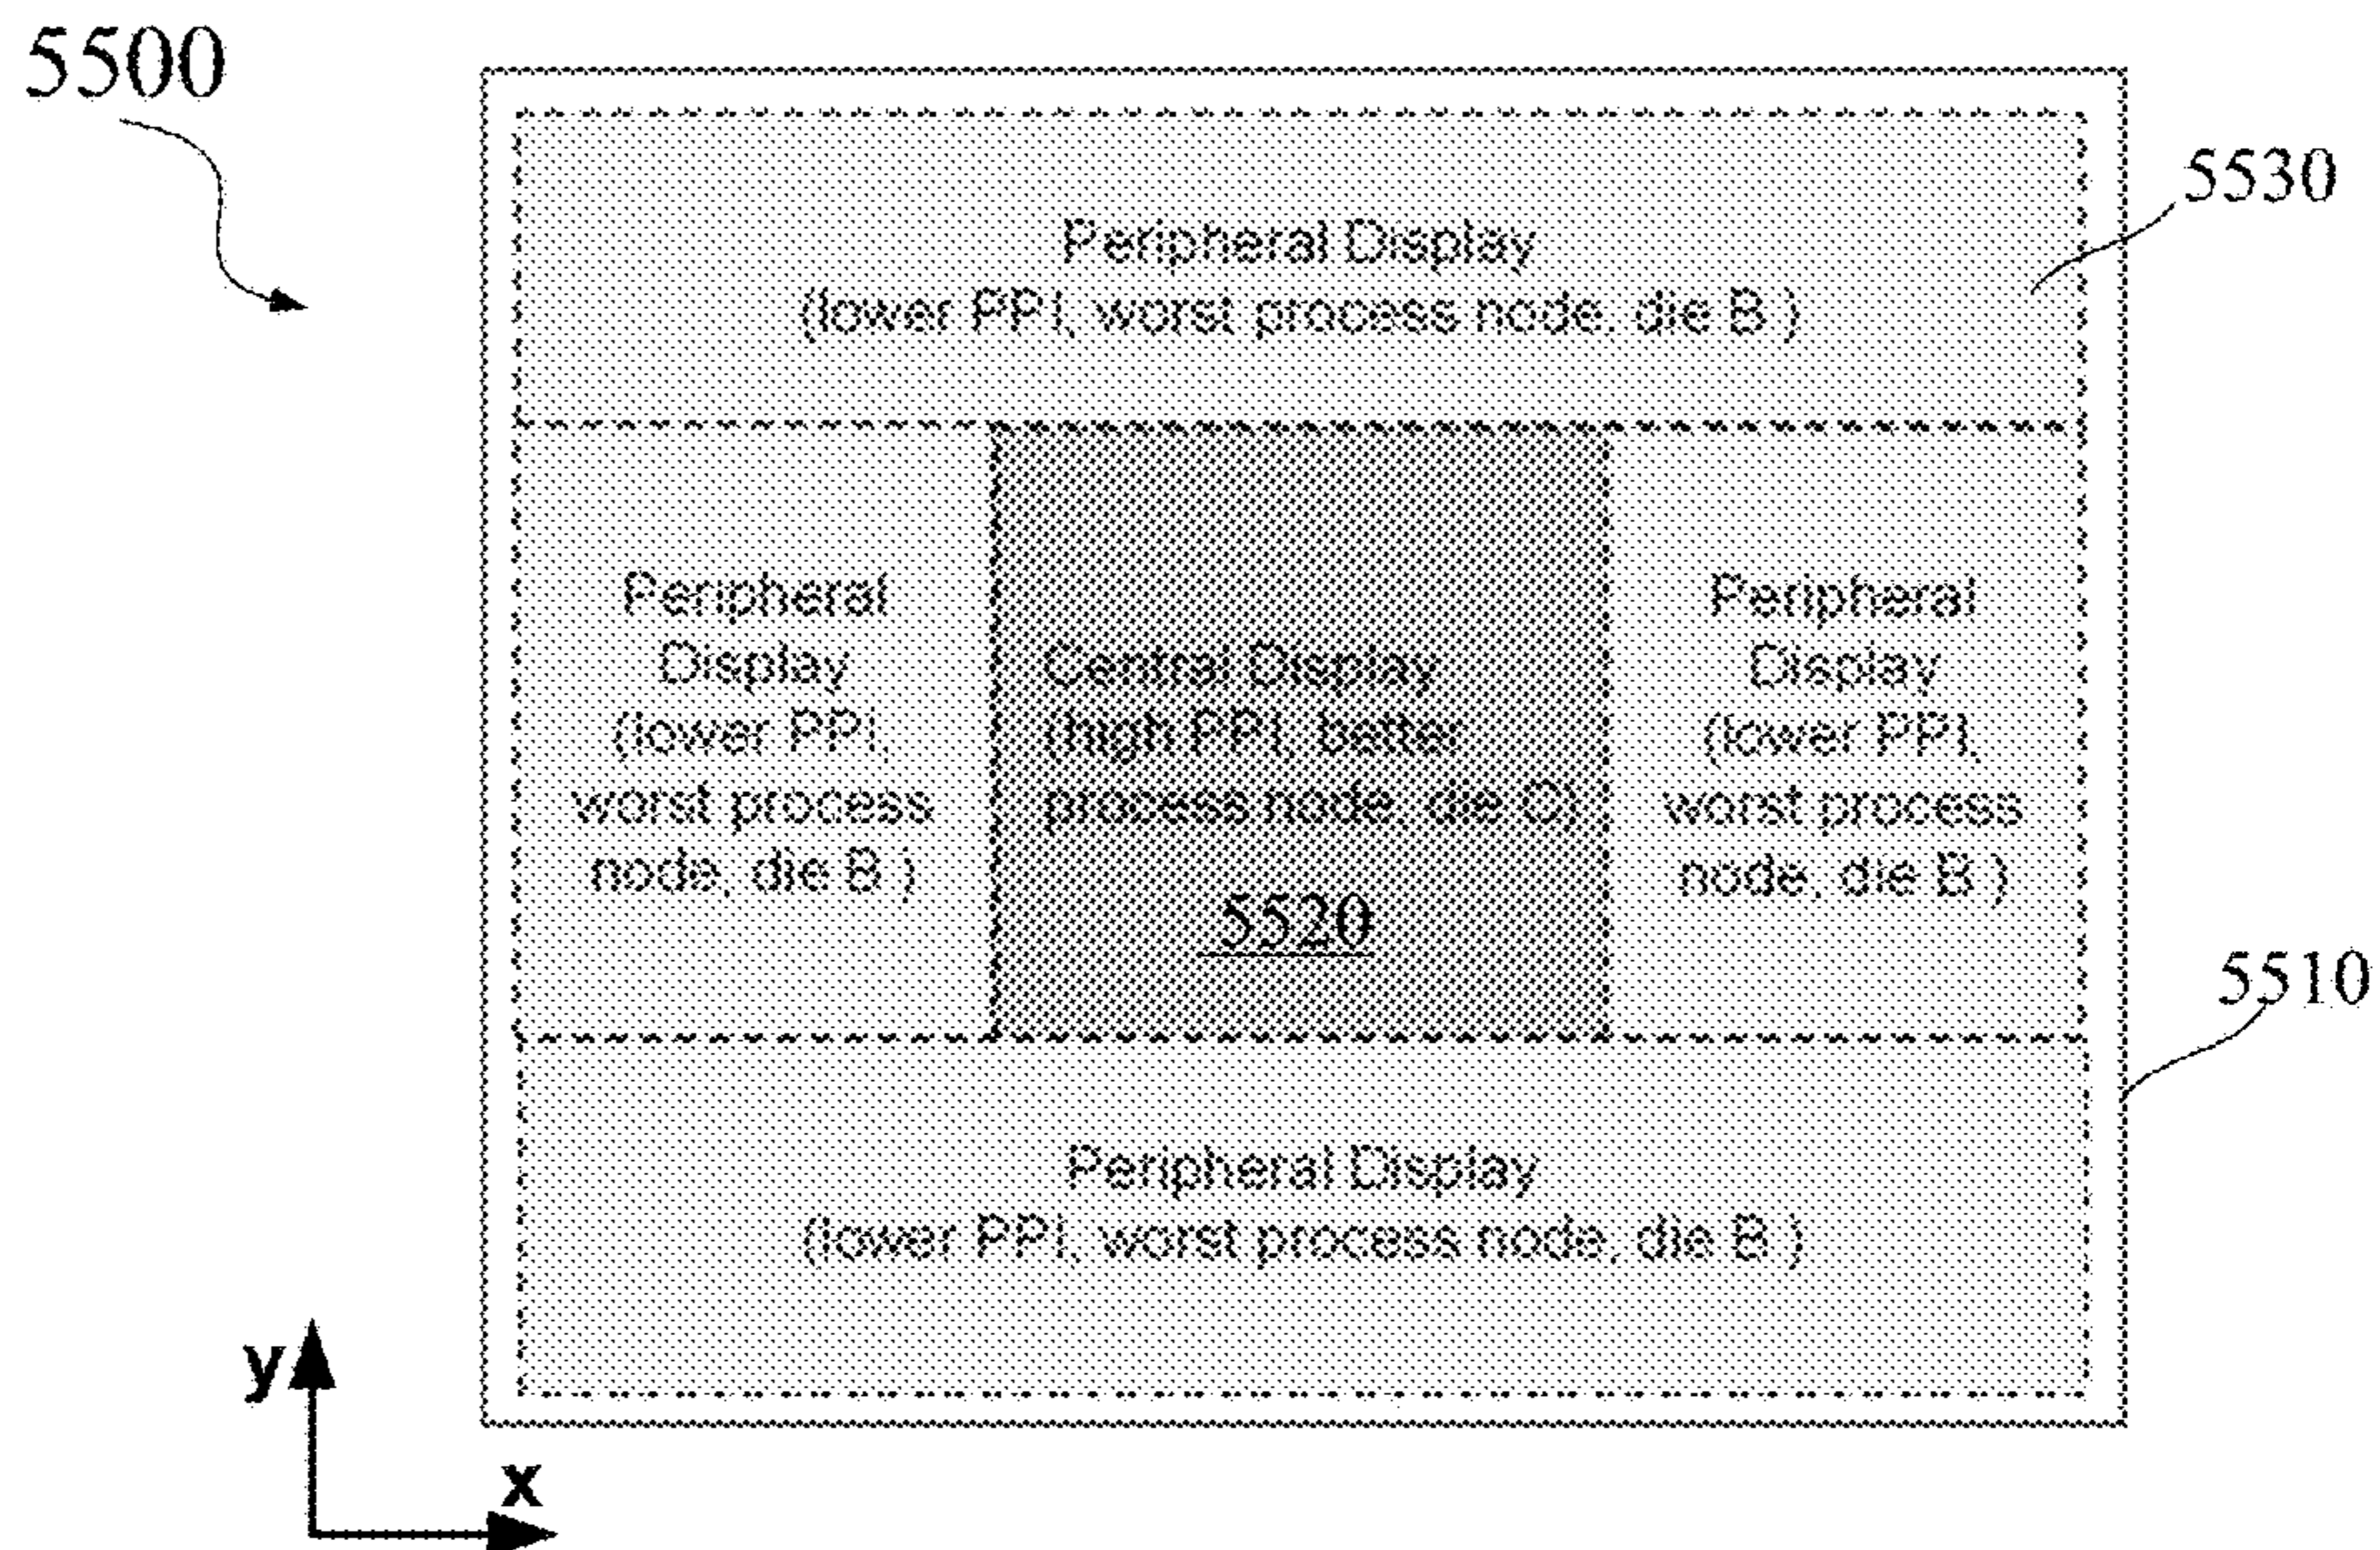 5500
5530
Peripheral Display
(lower PPI, worst process node, die B )
Peripheral
Display
(lower PPI,
worst process
node, die B )
Central Display
(high PPI, better
process node, die C)
5520
Peripheral
Display
(lower PPI,
worst process
node, die B )
5510
Peripheral Display
(lower PPI, worst process node, die B )
y
x